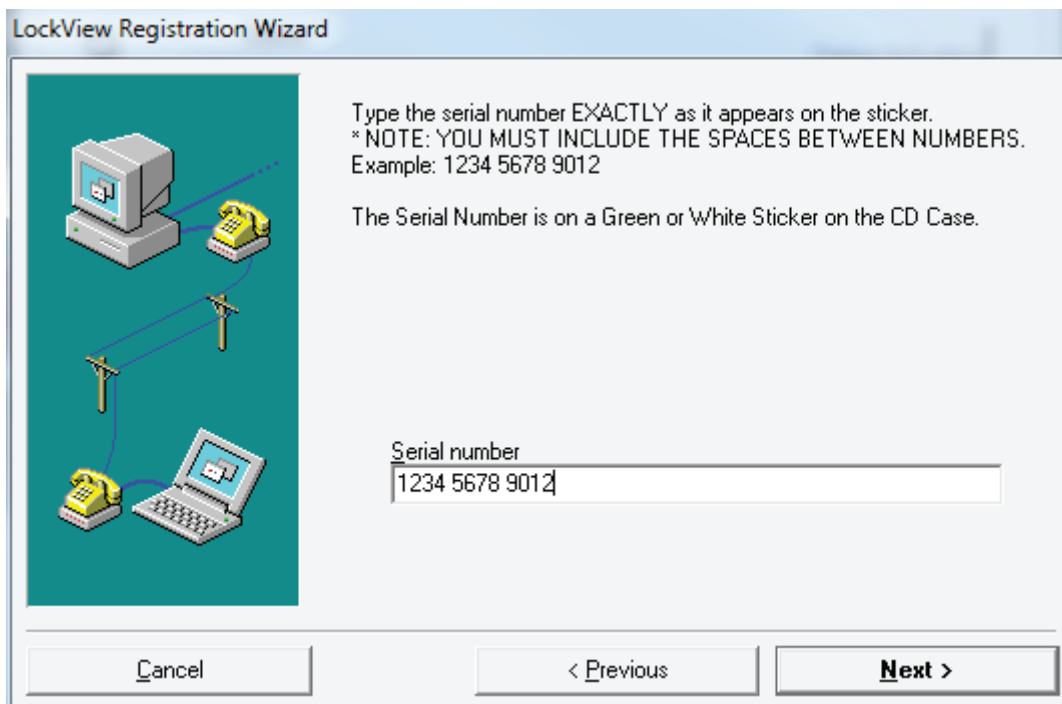 LockView Registration Wizard
Type the serial number EXACTLY as it appears on the sticker.
* NOTE: YOU MUST INCLUDE THE SPACES BETWEEN NUMBERS.
Example: 1234 5678 9012
The Serial Number is on a Green or White Sticker on the CD Case.
Serial number
1234 5678 9012
Cancel
< Previous
Next >